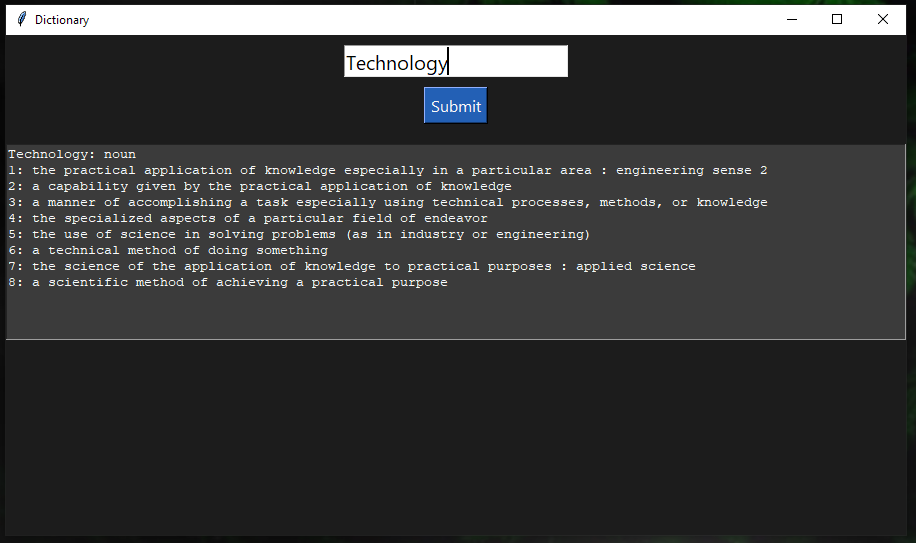 Dictionary
Technology
Submit
Technology: noun
1: the practical application of knowledge especially in a particular area : engineering sense 2
2: a capability given by the practical application of knowledge
3: a manner of accomplishing a task especially using technical processes, methods, or knowledge
4: the specialized aspects of a particular field of endeavor
5: the use of science in solving problems (as in industry or engineering)
6: a technical method of doing something
7: the science of the application of knowledge to practical purposes : applied science
8: a scientific method of achieving a practical purpose